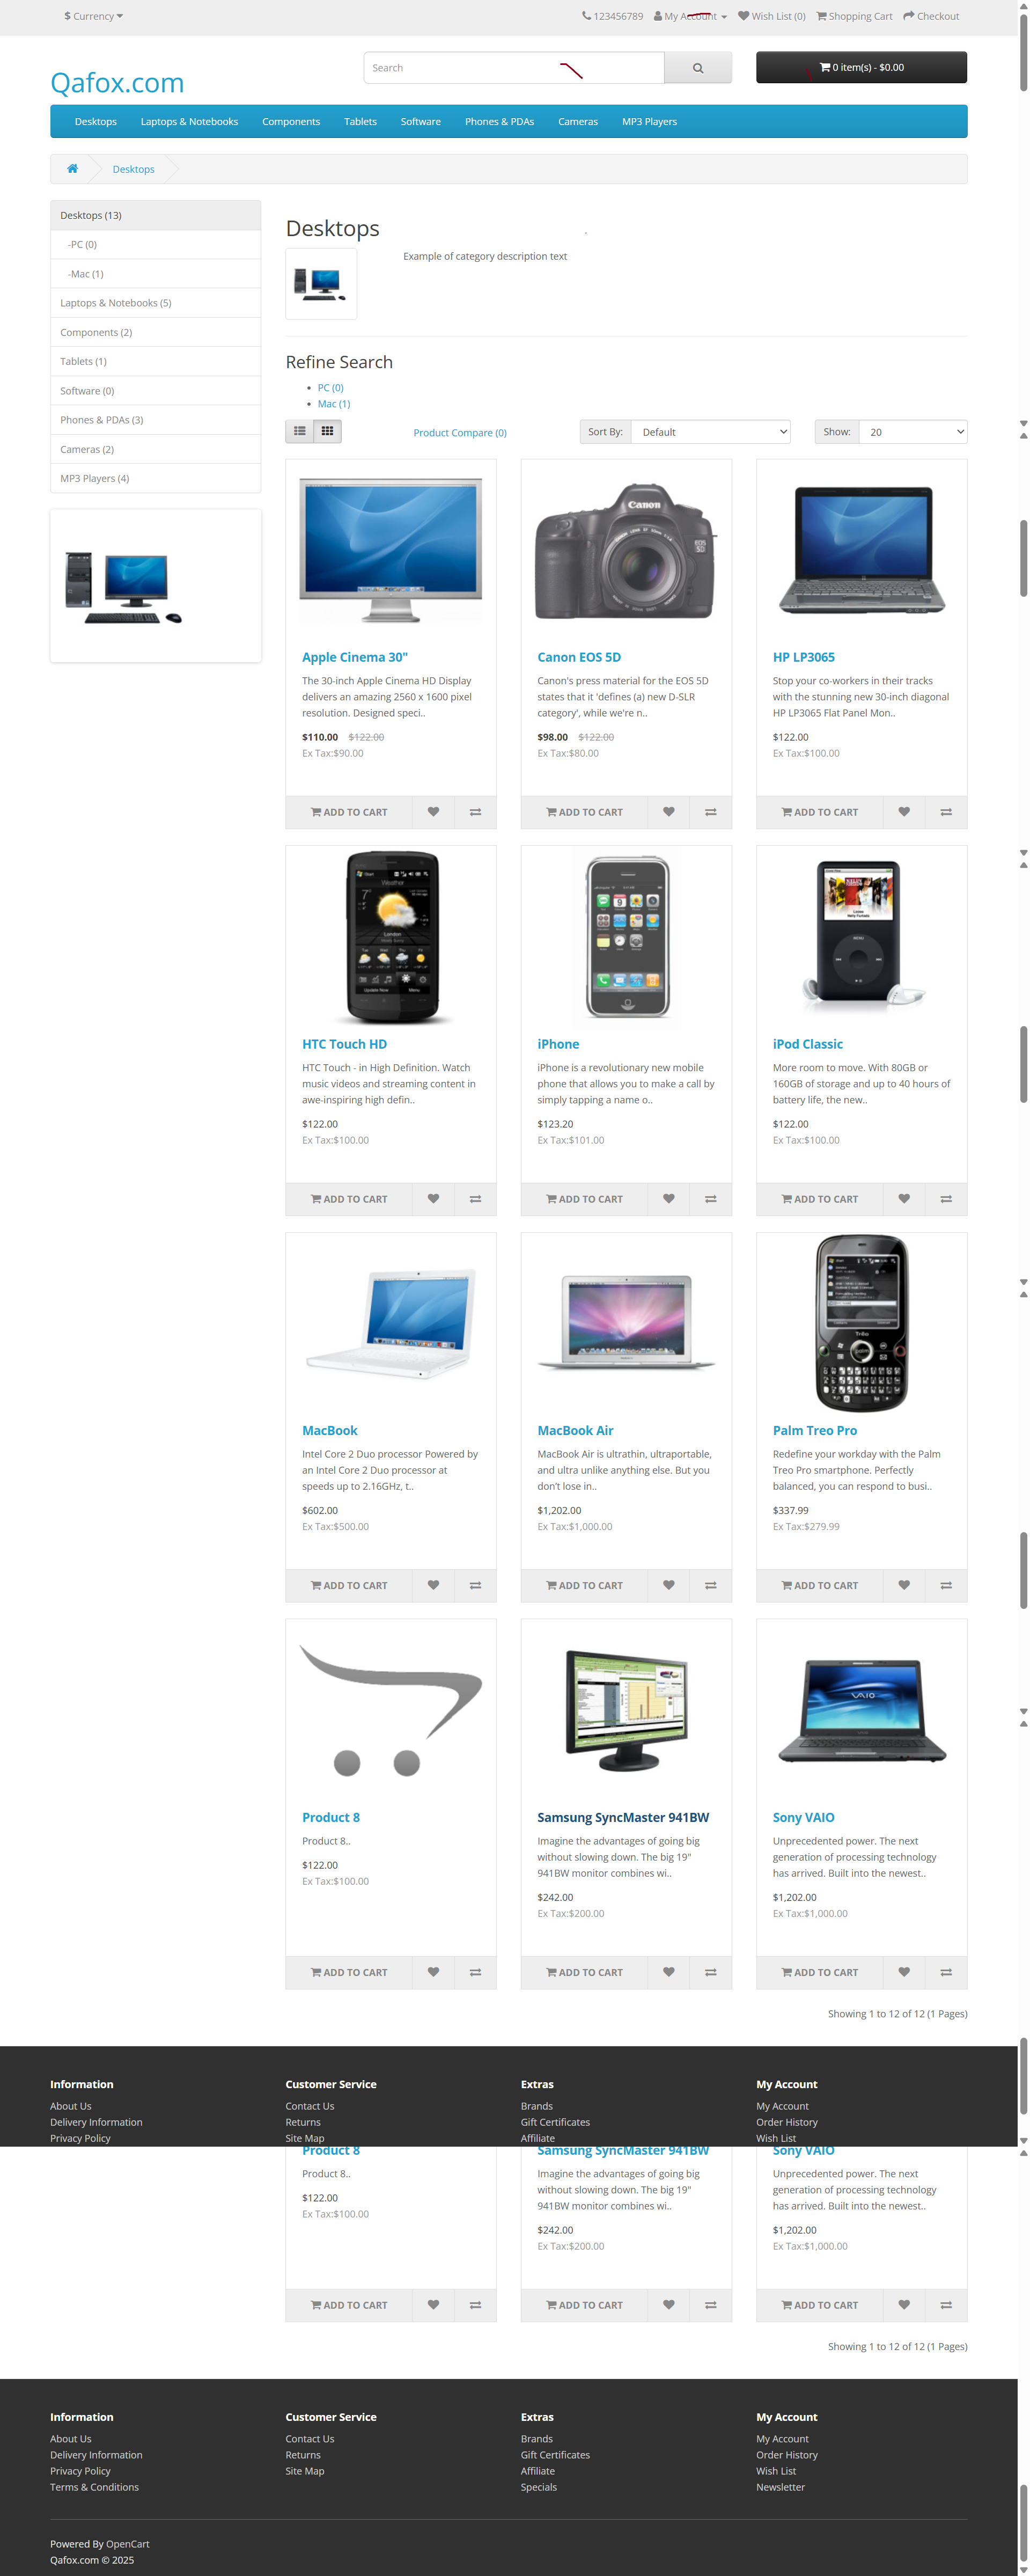 $ Currency
123456789 My Account Wish List (0) Shopping Cart Checkout
Qafox.com
Search
0 item(s) - $0.00
Desktops Laptops & Notebooks Components Tablets Software Phones & PDAs Cameras MP3 Players
Desktops
Desktops (13)
-PC (0)
-Mac (1)
Laptops & Notebooks (5)
Components (2)
Tablets (1)
Software (0)
Phones & PDAs (3)
Cameras (2)
MP3 Players (4)
Desktops
Example of category description text
Refine Search
PC (0)
Mac (1)
Product Compare (0)
Sort By: Default
Show: 20
Canon
Apple Cinema 30"
The 30-inch Apple Cinema HD Display
delivers an amazing 2560 x 1600 pixel
resolution. Designed speci..
$110.00 $122.00
Ex Tax:$90.00
ADD TO CART
Canon EOS 5D
Canon's press material for the EOS 5D
states that it 'defines (a) new D-SLR
category', while we're n..
$98.00 $122.00
Ex Tax:$80.00
ADD TO CART
HP LP3065
Stop your co-workers in their tracks
with the stunning new 30-inch diagonal
HP LP3065 Flat Panel Mon..
$122.00
Ex Tax:$100.00
ADD TO CART
HTC Touch HD
HTC Touch - in High Definition. Watch
music videos and streaming content in
awe-inspiring high defin..
$122.00
Ex Tax:$100.00
ADD TO CART
iPhone
iPhone is a revolutionary new mobile
phone that allows you to make a call by
simply tapping a name o..
$123.20
Ex Tax:$101.00
ADD TO CART
MENU
iPod Classic
More room to move. With 80GB or
160GB of storage and up to 40 hours of
battery life, the new..
$122.00
Ex Tax:$100.00
ADD TO CART
MacBook
Intel Core 2 Duo processor Powered by
an Intel Core 2 Duo processor at
speeds up to 2.16GHz, t..
$602.00
Ex Tax:$500.00
ADD TO CART
MacBook Air
MacBook Air is ultrathin, ultraportable,
and ultra unlike anything else. But you
don't lose in..
$1,202.00
Ex Tax:$1,000.00
ADD TO CART
Treo
Palm Treo Pro
Redefine your workday with the Palm
Treo Pro smartphone. Perfectly
balanced, you can respond to busi..
$337.99
Ex Tax:$279.99
ADD TO CART
Product 8
Product 8..
$122.00
Ex Tax:$100.00
ADD TO CART
Samsung SyncMaster 941BW
Imagine the advantages of going big
without slowing down. The big 19"
941BW monitor combines wi..
$242.00
Ex Tax:$200.00
ADD TO CART
VAIO
Sony VAIO
Unprecedented power. The next
generation of processing technology
has arrived. Built into the newest..
$1,202.00
Ex Tax:$1,000.00
ADD TO CART
Showing 1 to 12 of 12 (1 Pages)
Information
About Us
Delivery Information
Privacy Policy
Customer Service
Contact Us
Returns
Site Map
Extras
Brands
Gift Certificates
Affiliate
My Account
My Account
Order History
Wish List
Product 8
Product 8..
$122.00
Ex Tax:$100.00
ADD TO CART
Samsung SyncMaster 941BW
Imagine the advantages of going big
without slowing down. The big 19"
941BW monitor combines wi..
$242.00
Ex Tax:$200.00
ADD TO CART
Sony VAIO
Unprecedented power. The next
generation of processing technology
has arrived. Built into the newest..
$1,202.00
Ex Tax:$1,000.00
ADD TO CART
Showing 1 to 12 of 12 (1 Pages)
Information
About Us
Delivery Information
Privacy Policy
Terms & Conditions
Customer Service
Contact Us
Returns
Site Map
Extras
Brands
Gift Certificates
Affiliate
Specials
My Account
My Account
Order History
Wish List
Newsletter
Powered By OpenCart
Qafox.com © 2025